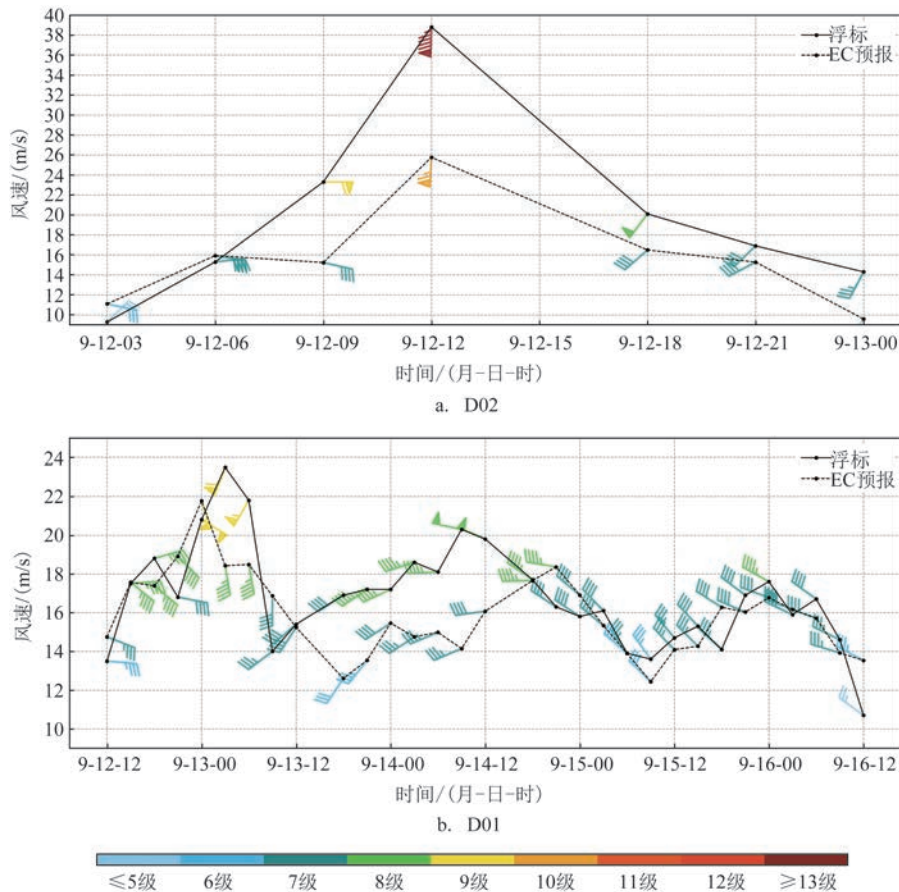 40
38
36
34
32
30
28
26
24
22
20
18
16
14
12
10
风速/(m/s)
浮标
EC预报
9-12-03 9-12-06 9-12-09 9-12-12 9-12-15 9-12-18 9-12-21 9-13-00
时间/(月-日-时)
a. D02
24
22
20
18
16
14
12
10
风速/(m/s)
浮标
EC预报
9-12-12 9-13-00 9-13-12 9-14-00 9-14-12 9-15-00 9-15-12 9-16-00 9-16-12
时间/(月-日-时)
b. D01
≤5级 6级 7级 8级 9级 10级 11级 12级 ≥13级